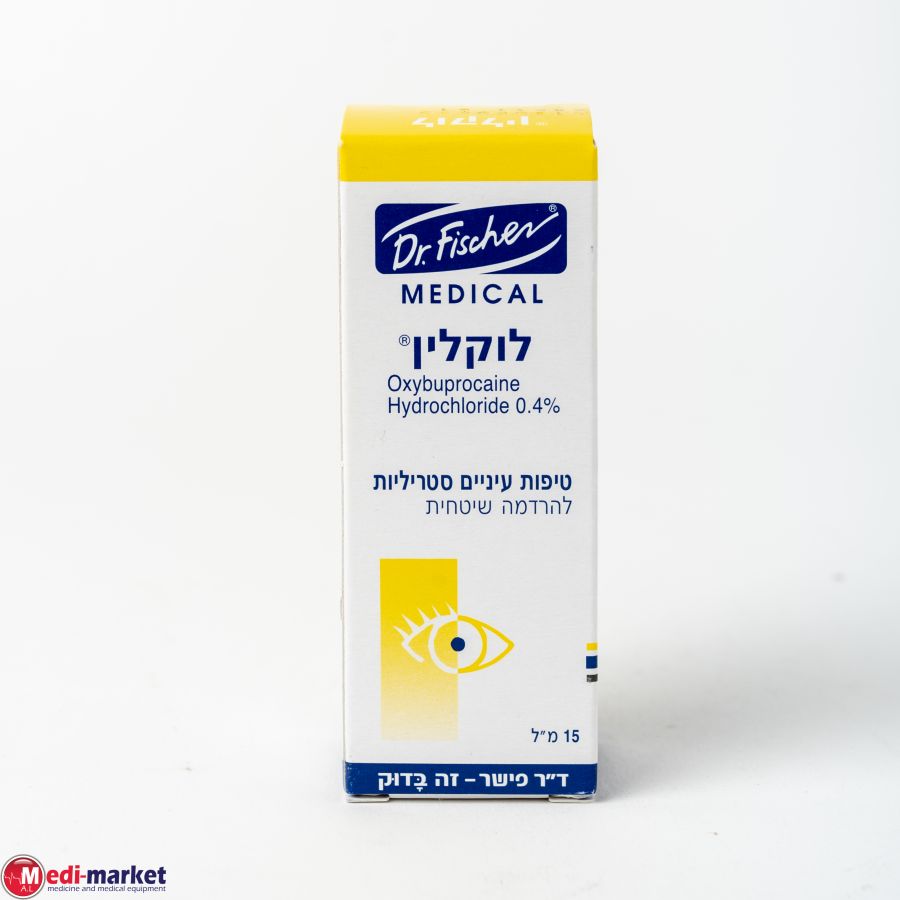 לוקלין®
Dr. Fischer®
MEDICAL
לוקלין®
Oxybuprocaine
Hydrochloride 0.4%
טיפות עיניים סטריליות
להרדמה שיטחית
15 מ"ל
ד"ר פישר – זה בָּדוּק
Medi-market
A.L
medicine and medical equipment